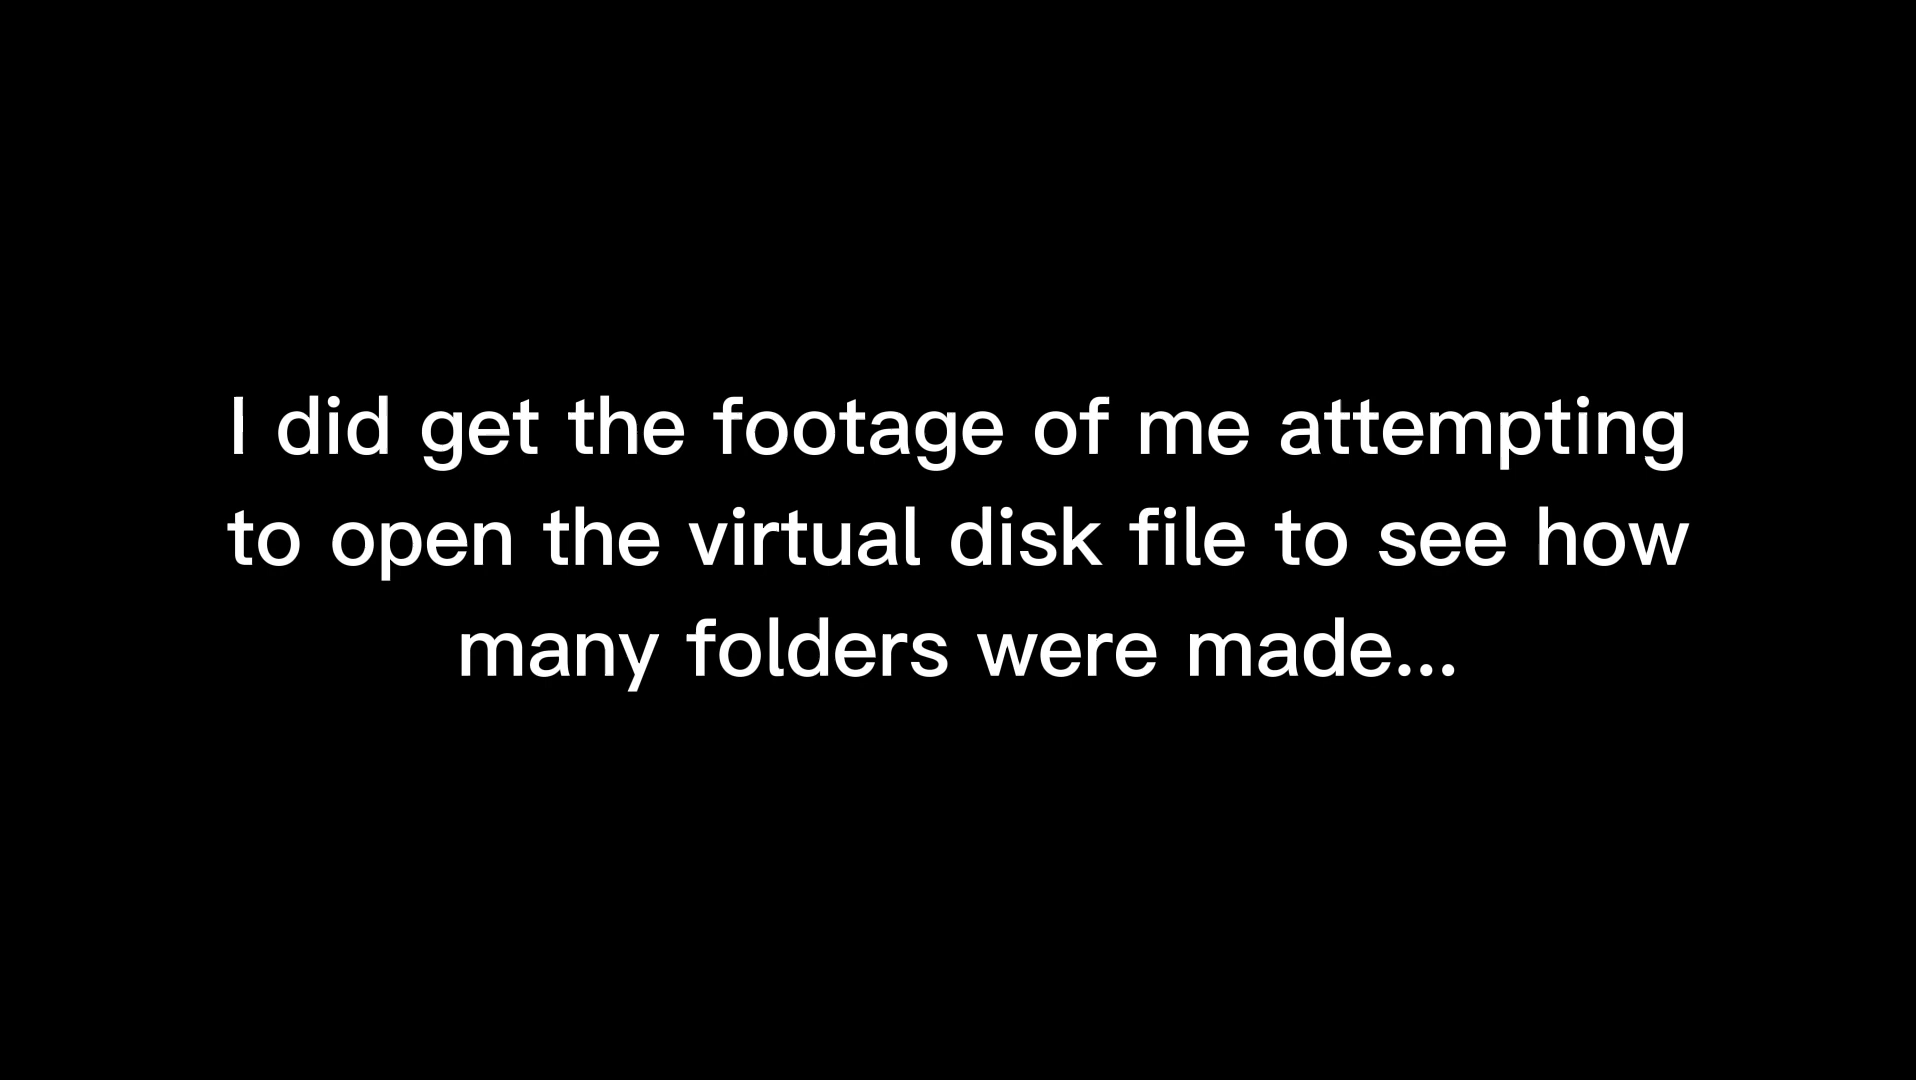 I did get the footage of me attempting
to open the virtual disk file to see how
many folders were made...